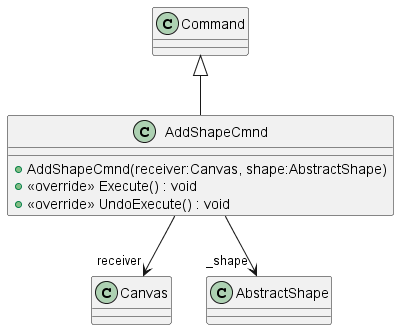 C Command
C AddShapeCmnd
AddShapeCmnd(receiver:Canvas, shape:AbstractShape)
«override» Execute() : void
«override» UndoExecute() : void
receiver
_shape
C Canvas
C AbstractShape